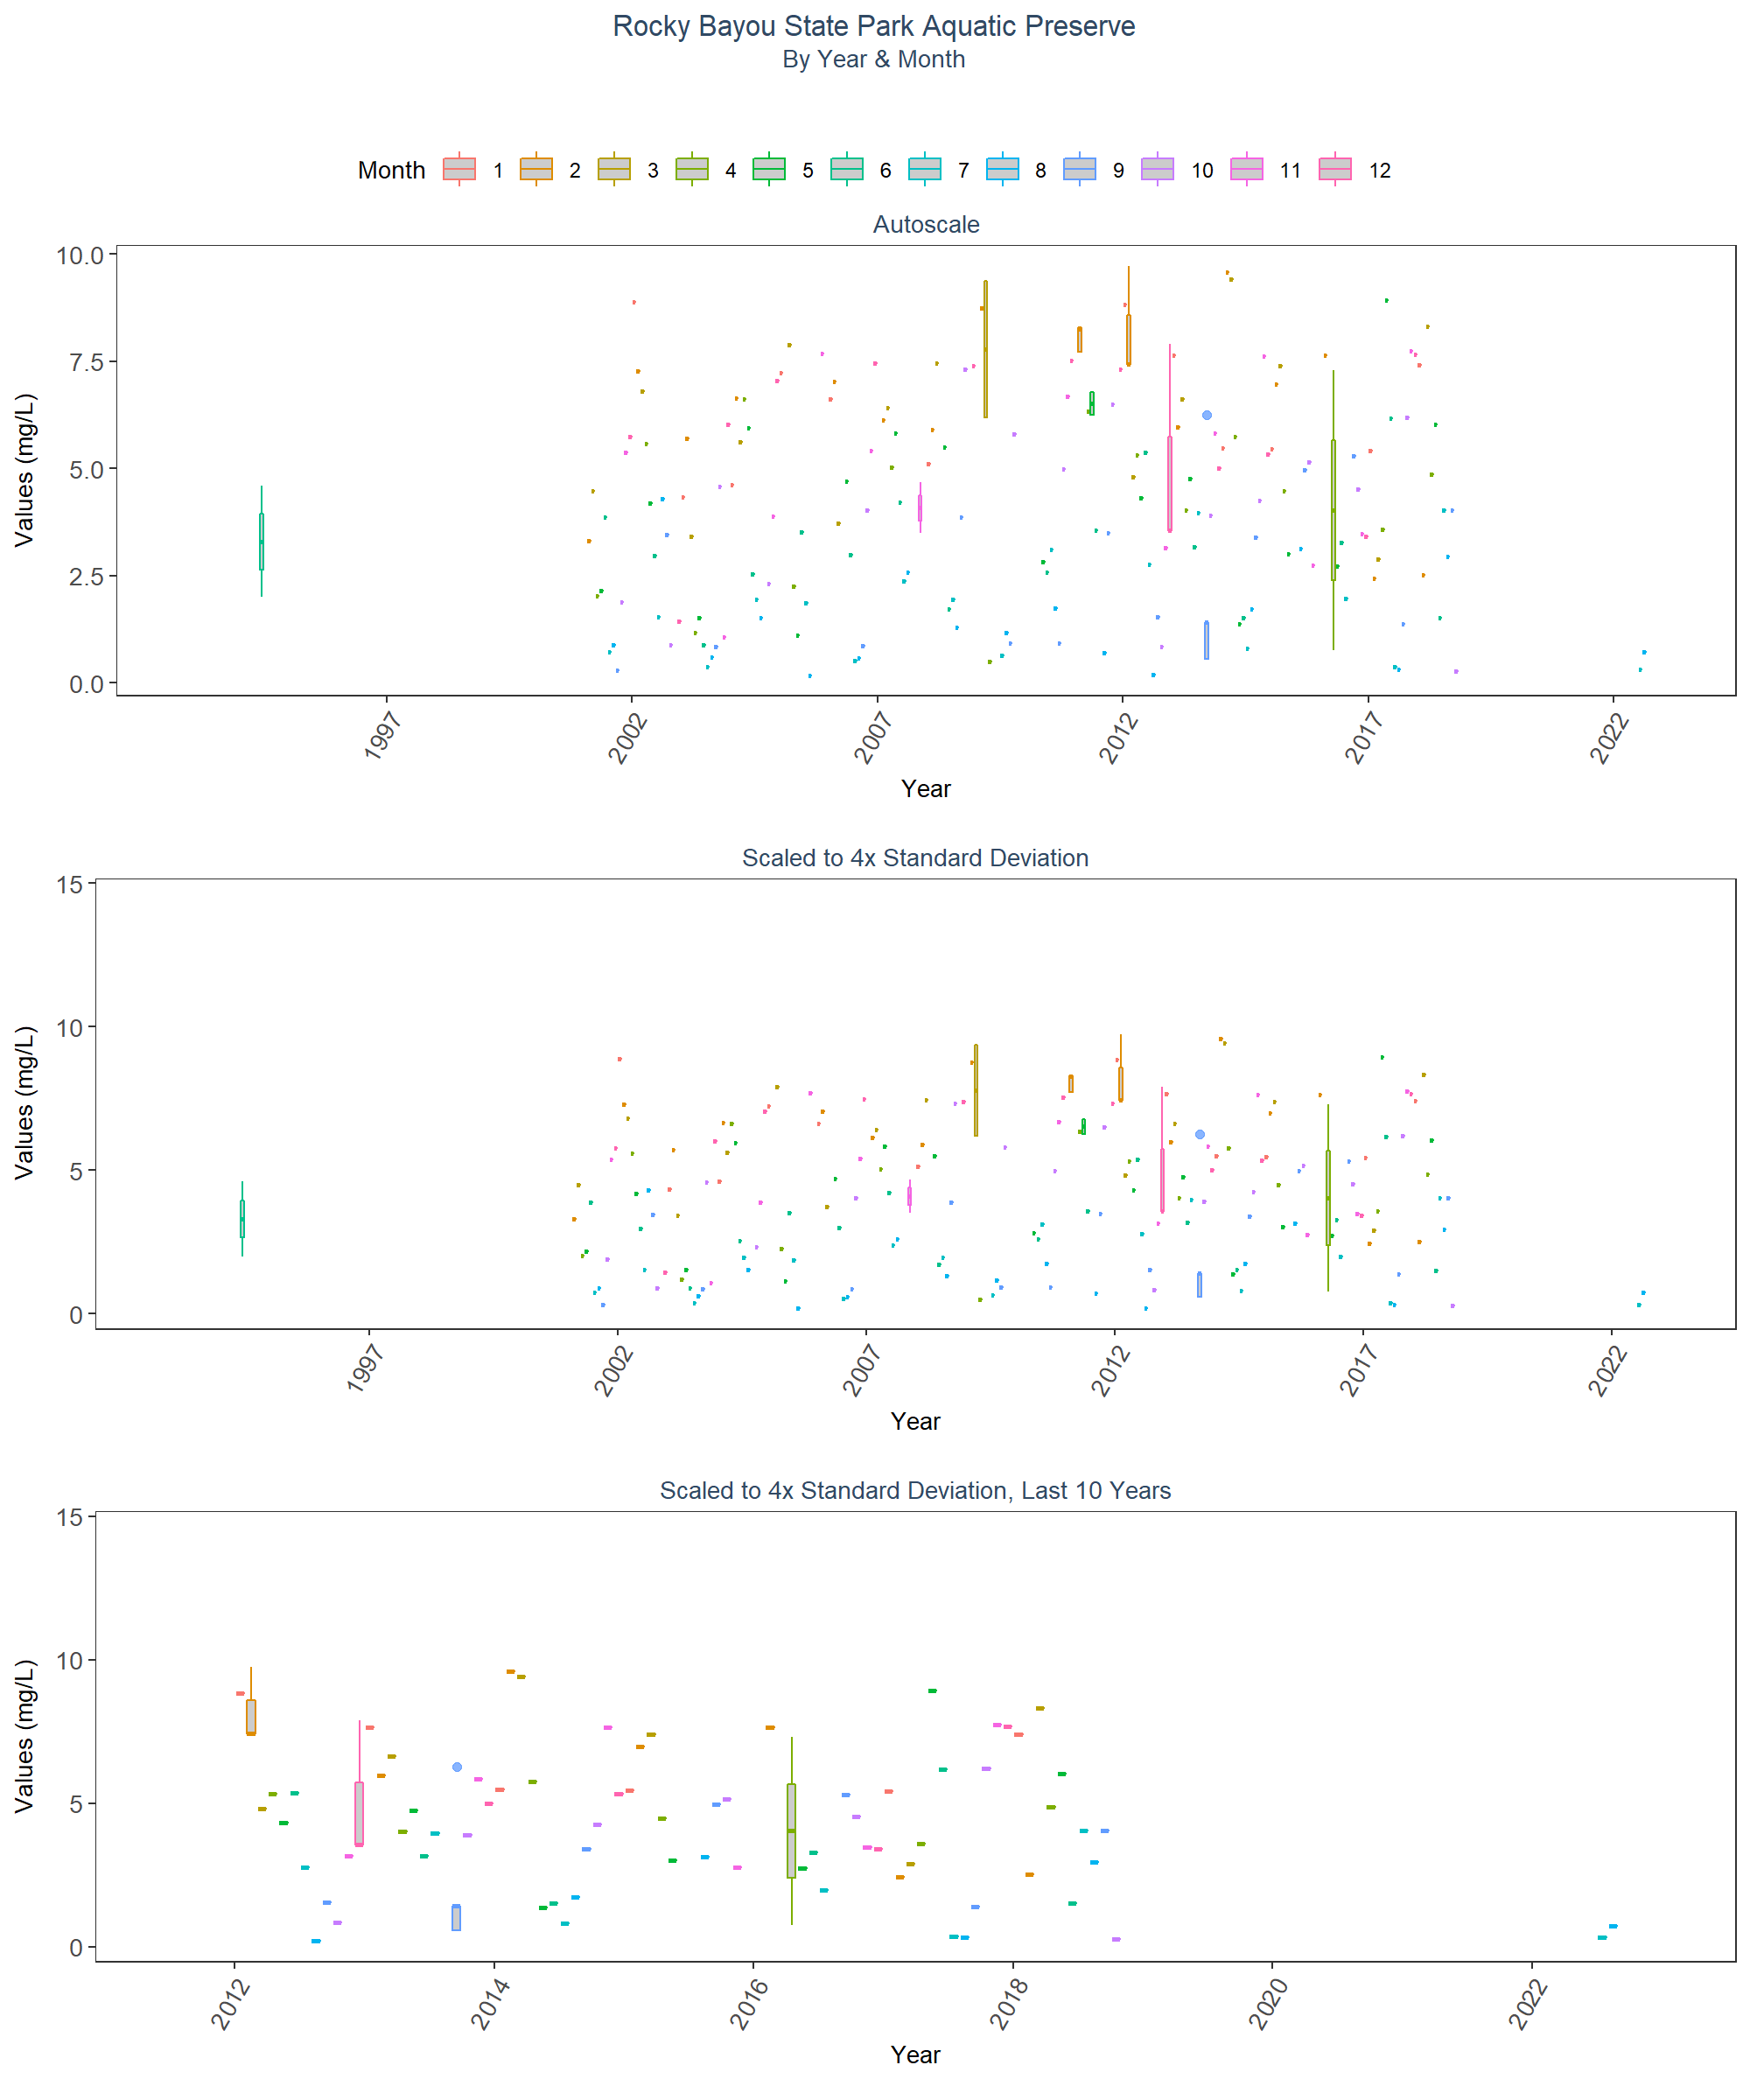 Rocky Bayou State Park Aquatic Preserve
By Year & Month
Month 1 2 3 4 5 6 7 8 9 10 11 12
Autoscale
Values (mg/L)
10.0
7.5
5.0
2.5
0.0
1997 2002 2007 2012 2017 2022
Year
Scaled to 4x Standard Deviation
Values (mg/L)
15
10
5
0
1997 2002 2007 2012 2017 2022
Year
Scaled to 4x Standard Deviation, Last 10 Years
Values (mg/L)
15
10
5
0
2012 2014 2016 2018 2020 2022
Year